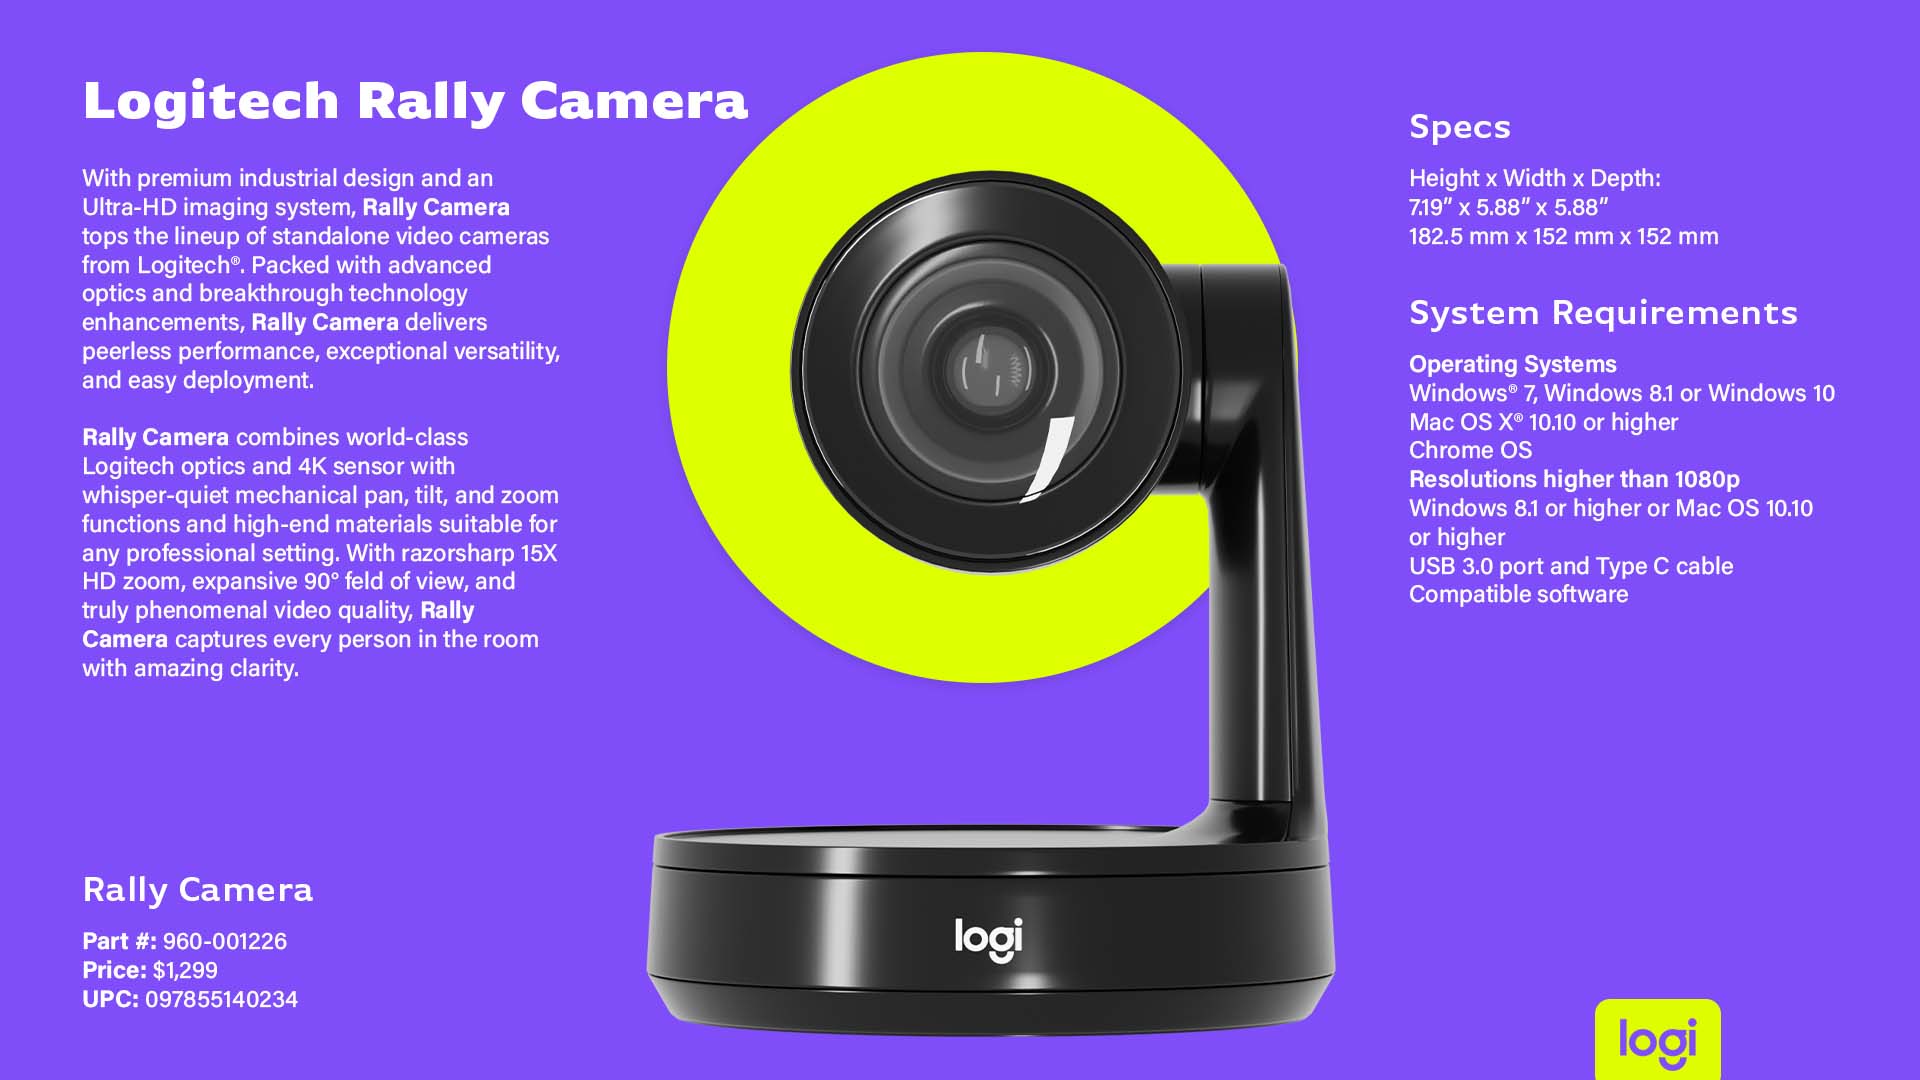 Logitech Rally Camera
With premium industrial design and an
Ultra-HD imaging system, Rally Camera
tops the lineup of standalone video cameras
from Logitech®. Packed with advanced
optics and breakthrough technology
enhancements, Rally Camera delivers
peerless performance, exceptional versatility,
and easy deployment.
Rally Camera combines world-class
Logitech optics and 4K sensor with
whisper-quiet mechanical pan, tilt, and zoom
functions and high-end materials suitable for
any professional setting. With razorsharp 15X
HD zoom, expansive 90° feld of view, and
truly phenomenal video quality, Rally
Camera captures every person in the room
with amazing clarity.
Rally Camera
Part #: 960-001226
Price: $1,299
UPC: 097855140234
logi
Specs
Height x Width x Depth:
7.19” x 5.88” x 5.88”
182.5 mm x 152 mm x 152 mm
System Requirements
Operating Systems
Windows® 7, Windows 8.1 or Windows 10
Mac OS X® 10.10 or higher
Chrome OS
Resolutions higher than 1080p
Windows 8.1 or higher or Mac OS 10.10
or higher
USB 3.0 port and Type C cable
Compatible software
logi